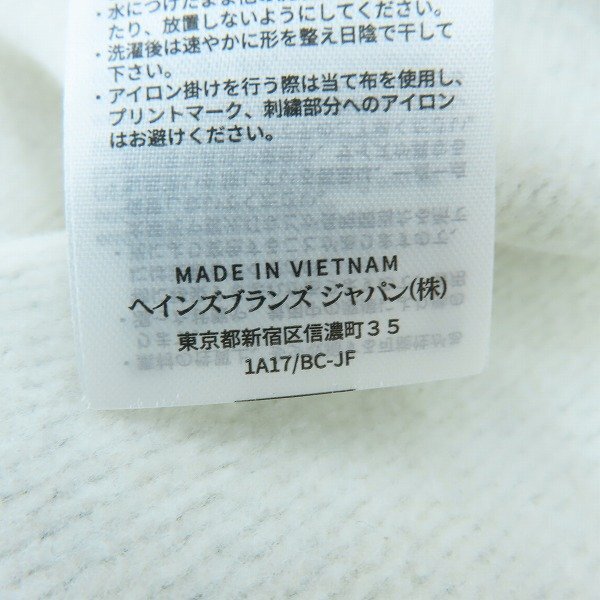 ・水につけたまま
たり、放置しないようにしてください。
・洗濯後は速やかに形を整え日陰で干して
下さい。
・アイロン掛けを行う際は当て布を使用し、
プリントマーク、刺繍部分へのアイロン
はお避けください。
MADE IN VIETNAM
ヘインズブランズ ジャパン(株)
東京都新宿区信濃町３５
1A17/BC-JF